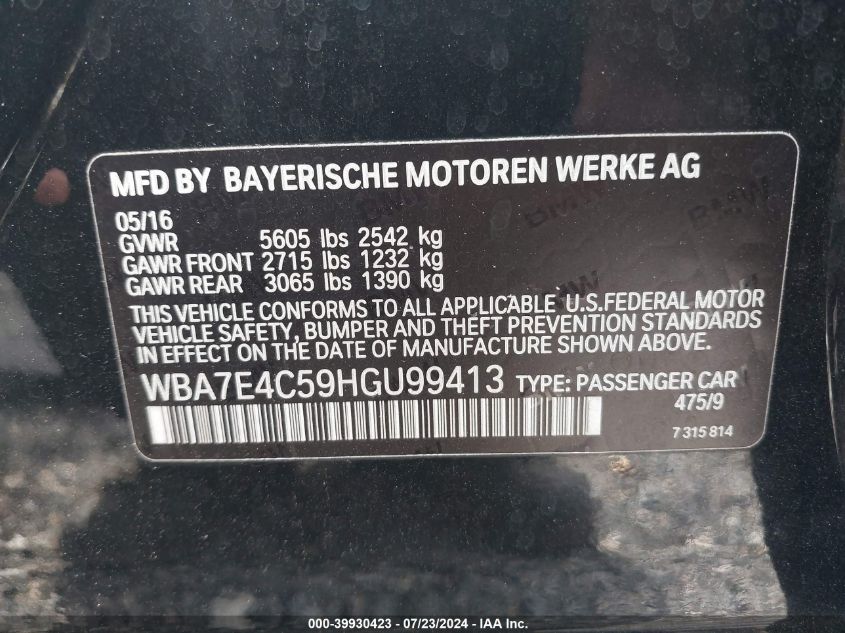 MFD BY BAYERISCHE MOTOREN WERKE AG
05/16
GVWR 5605 lbs 2542 kg
GAWR FRONT 2715 lbs 1232 kg
GAWR REAR 3065 lbs 1390 kg
THIS VEHICLE CONFORMS TO ALL APPLICABLE U.S.FEDERAL MOTOR
VEHICLE SAFETY, BUMPER AND THEFT PREVENTION STANDARDS
IN EFFECT ON THE DATE OF MANUFACTURE SHOWN ABOVE.
WBA7E4C59HGU99413 TYPE: PASSENGER CAR
475/9
7 315 814
000-39930423 - 07/23/2024 - IAA Inc.